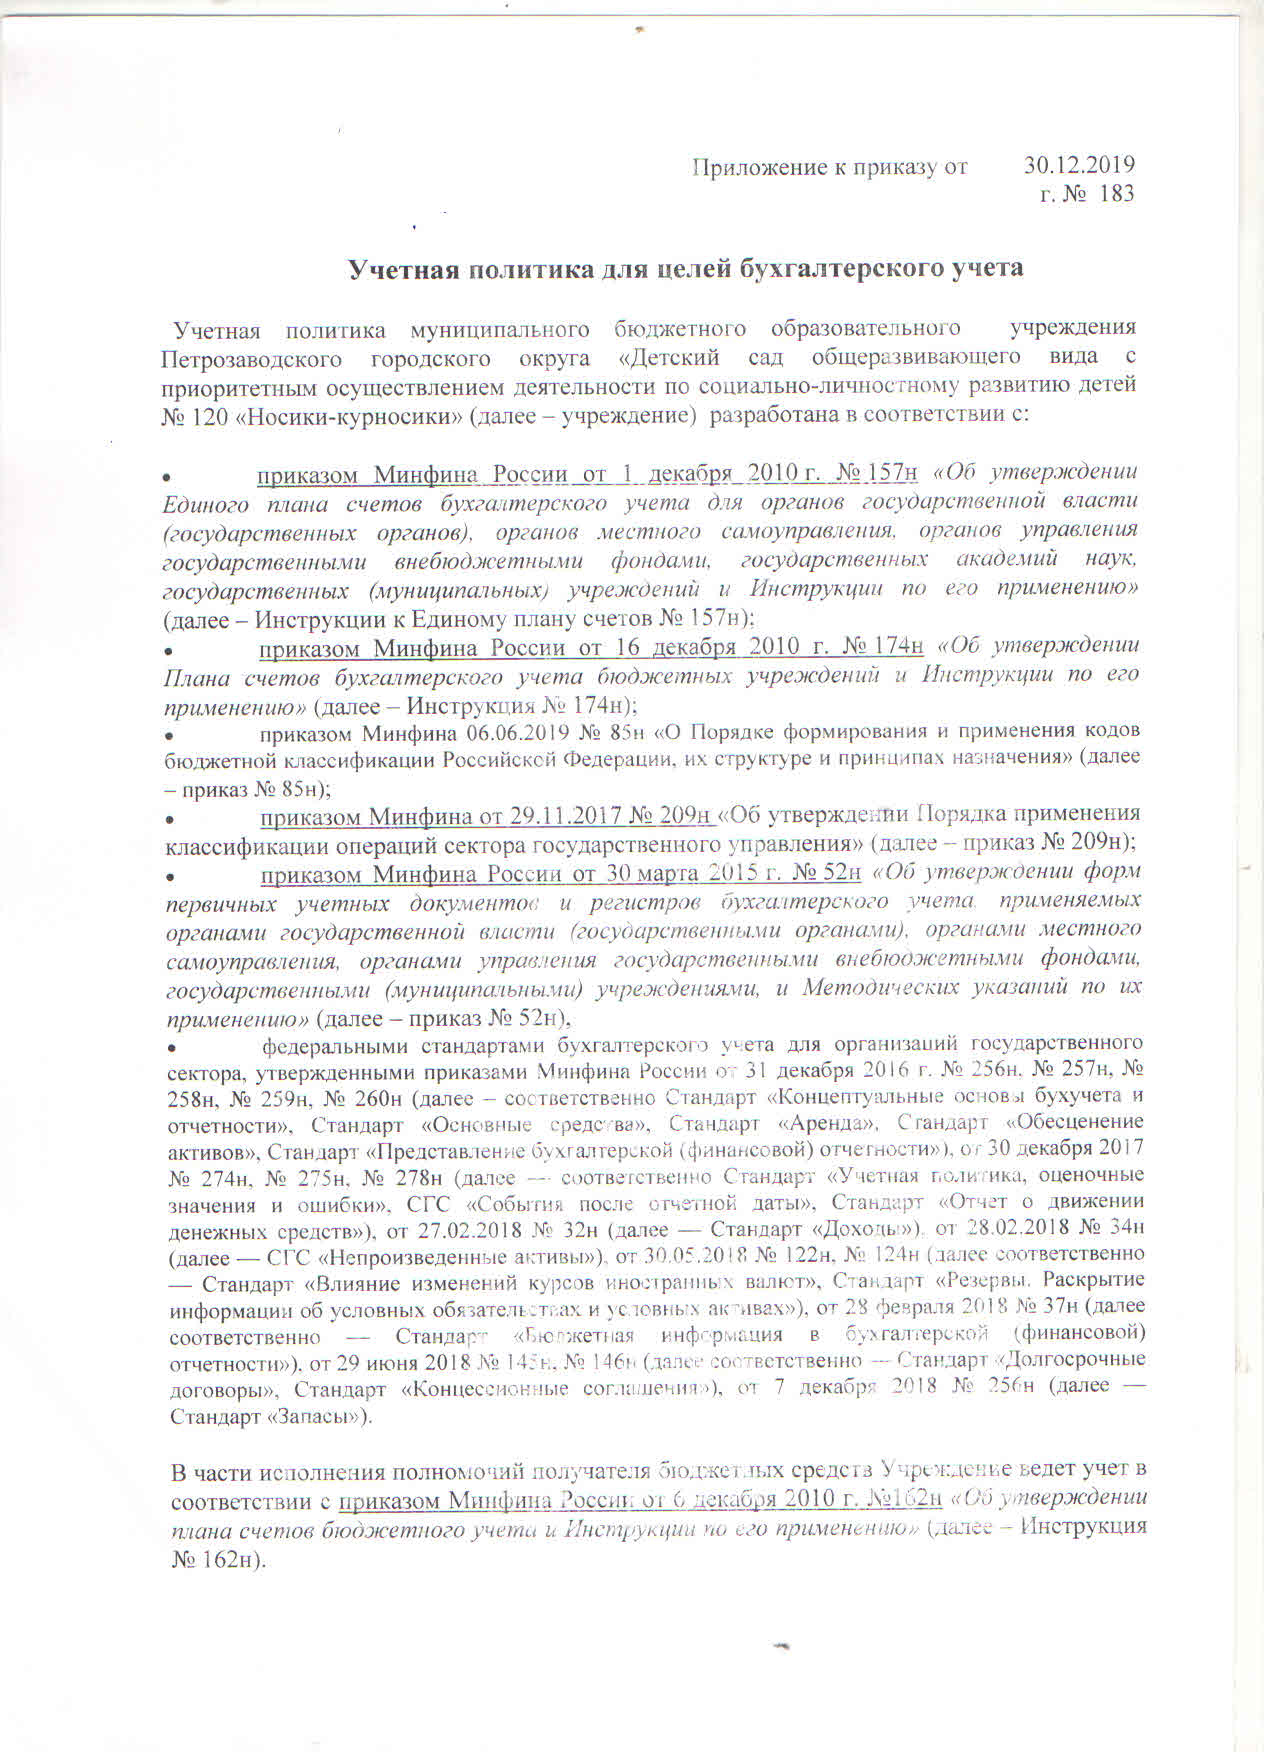 Приложение к приказу от 30.12.2019
г. № 183
Учетная политика для целей бухгалтерского учета
Учетная политика муниципального бюджетного образовательного учреждения
Петрозаводского городского округа «Детский сад общеразвивающего вида с
приоритетным осуществлением деятельности по социально-личностному развитию детей
№ 120 «Носики-курносики» (далее – учреждение) разработана в соответствии с:
• приказом Минфина России от 1 декабря 2010 г. № 157н «Об утверждении
Единого плана счетов бухгалтерского учета для органов государственной власти
(государственных органов), органов местного самоуправления, органов управления
государственными внебюджетными фондами, государственных академий наук,
государственных (муниципальных) учреждений и Инструкции по его применению»
(далее – Инструкции к Единому плану счетов № 157н);
• приказом Минфина России от 16 декабря 2010 г. № 174н «Об утверждении
Плана счетов бухгалтерского учета бюджетных учреждений и Инструкции по его
применению» (далее – Инструкция № 174н);
• приказом Минфина 06.06.2019 № 85н «О Порядке формирования и применения кодов
бюджетной классификации Российской Федерации, их структуре и принципах назначения» (далее
– приказ № 85н);
• приказом Минфина от 29.11.2017 № 209н «Об утверждении Порядка применения
классификации операций сектора государственного управления» (далее – приказ № 209н);
• приказом Минфина России от 30 марта 2015 г. № 52н «Об утверждении форм
первичных учетных документов и регистров бухгалтерского учета, применяемых
органами государственной власти (государственными органами), органами местного
самоуправления, органами управления государственными внебюджетными фондами,
государственными (муниципальными) учреждениями, и Методических указаний по их
применению» (далее – приказ № 52н),
• федеральными стандартами бухгалтерского учета для организаций государственного
сектора, утвержденными приказами Минфина России от 31 декабря 2016 г. № 256н, № 257н, №
258н, № 259н, № 260н (далее – соответственно Стандарт «Концептуальные основы бухучета и
отчетности», Стандарт «Основные средства», Стандарт «Аренда», Стандарт «Обесценение
активов», Стандарт «Представление бухгалтерской (финансовой) отчетности»), от 30 декабря 2017
№ 274н, № 275н, № 278н (далее — соответственно Стандарт «Учетная политика, оценочные
значения и ошибки», СГС «События после отчетной даты», Стандарт «Отчет о движении
денежных средств»), от 27.02.2018 № 32н (далее — Стандарт «Доходы»), от 28.02.2018 № 34н
(далее — СГС «Непроизведенные активы»), от 30.05.2018 № 122н, № 124н (далее соответственно
— Стандарт «Влияние изменений курсов иностранных валют», Стандарт «Резервы. Раскрытие
информации об условных обязательствах и условных активах»), от 28 февраля 2018 № 37н (далее
соответственно — Стандарт «Бюджетная информация в бухгалтерской (финансовой)
отчетности»), от 29 июня 2018 № 145н, № 146н (далее соответственно — Стандарт «Долгосрочные
договоры», Стандарт «Концессионные соглашения»), от 7 декабря 2018 № 256н (далее —
Стандарт «Запасы»).
В части исполнения полномочий получателя бюджетных средств Учреждение ведет учет в
соответствии с приказом Минфина России от 6 декабря 2010 г. №162н «Об утверждении
плана счетов бюджетного учета и Инструкции по его применению» (далее – Инструкция
№ 162н).